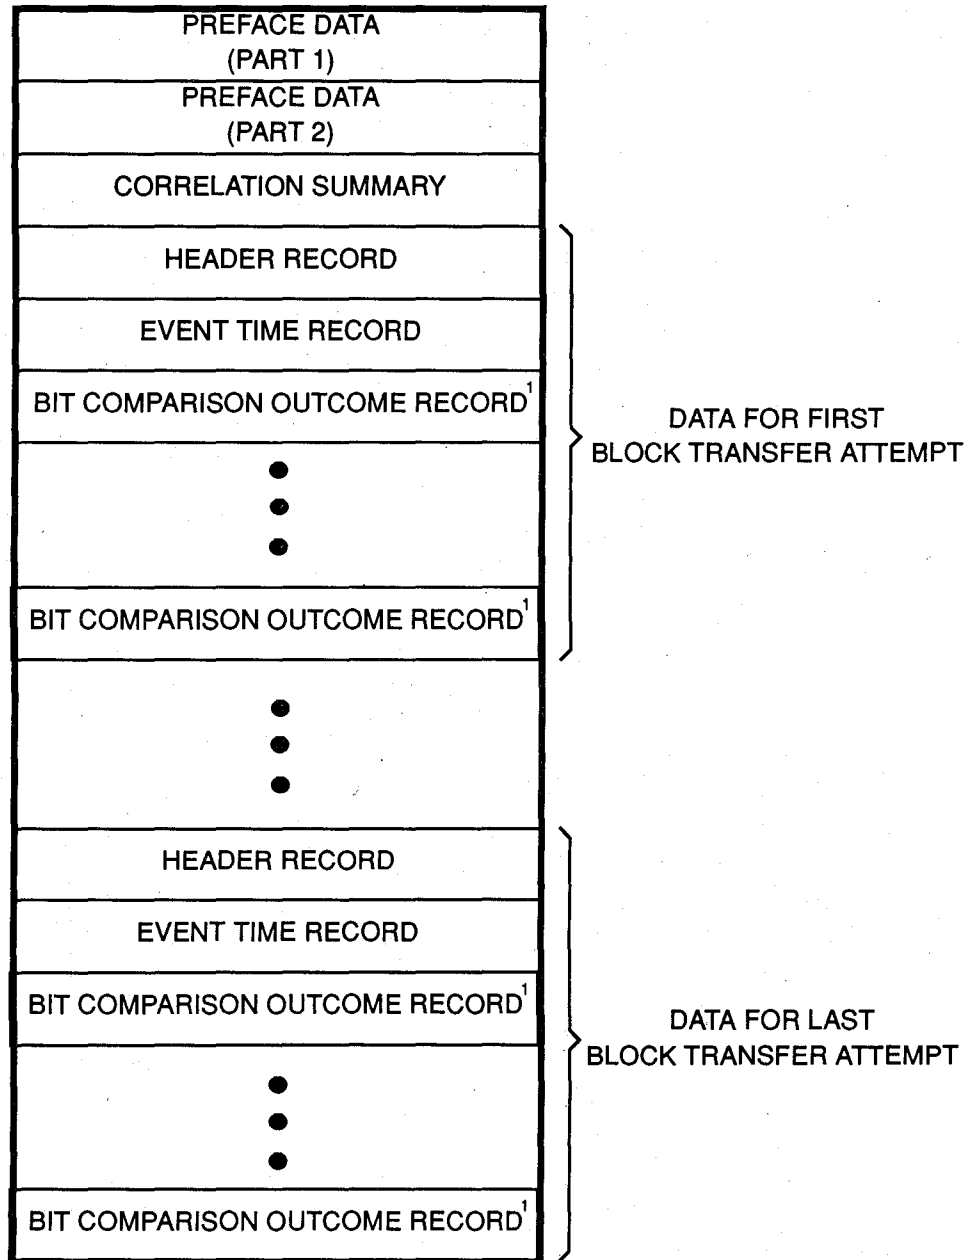 PREFACE DATA
(PART 1)
PREFACE DATA
(PART 2)
CORRELATION SUMMARY
HEADER RECORD
EVENT TIME RECORD
BIT COMPARISON OUTCOME RECORD¹
DATA FOR FIRST
BLOCK TRANSFER ATTEMPT
BIT COMPARISON OUTCOME RECORD¹
HEADER RECORD
EVENT TIME RECORD
BIT COMPARISON OUTCOME RECORD¹
DATA FOR LAST
BLOCK TRANSFER ATTEMPT
BIT COMPARISON OUTCOME RECORD¹